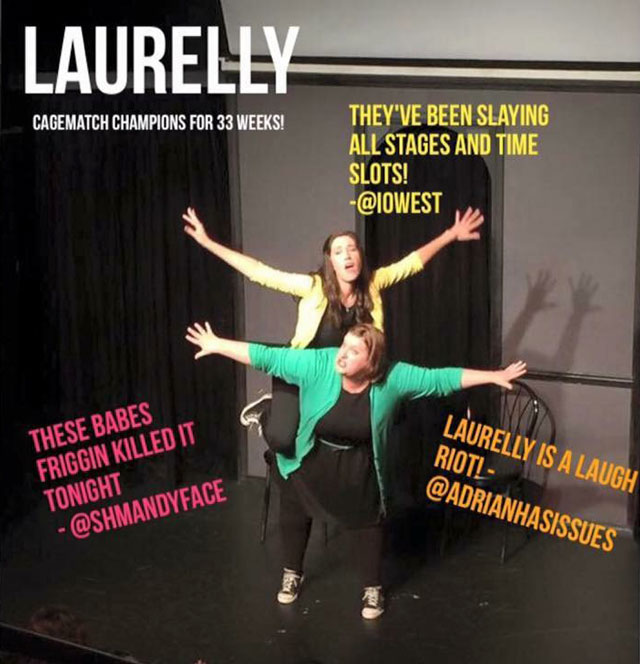 LAURELLY
CAGEMATCH CHAMPIONS FOR 33 WEEKS!
THEY'VE BEEN SLAYING
ALL STAGES AND TIME
SLOTS!
-@IOWEST
THESE BABES
FRIGGIN KILLED IT
TONIGHT
- @SHMANDYFACE
LAURELLY IS A LAUGH
RIOT! -
@ADRIANHASISSUES